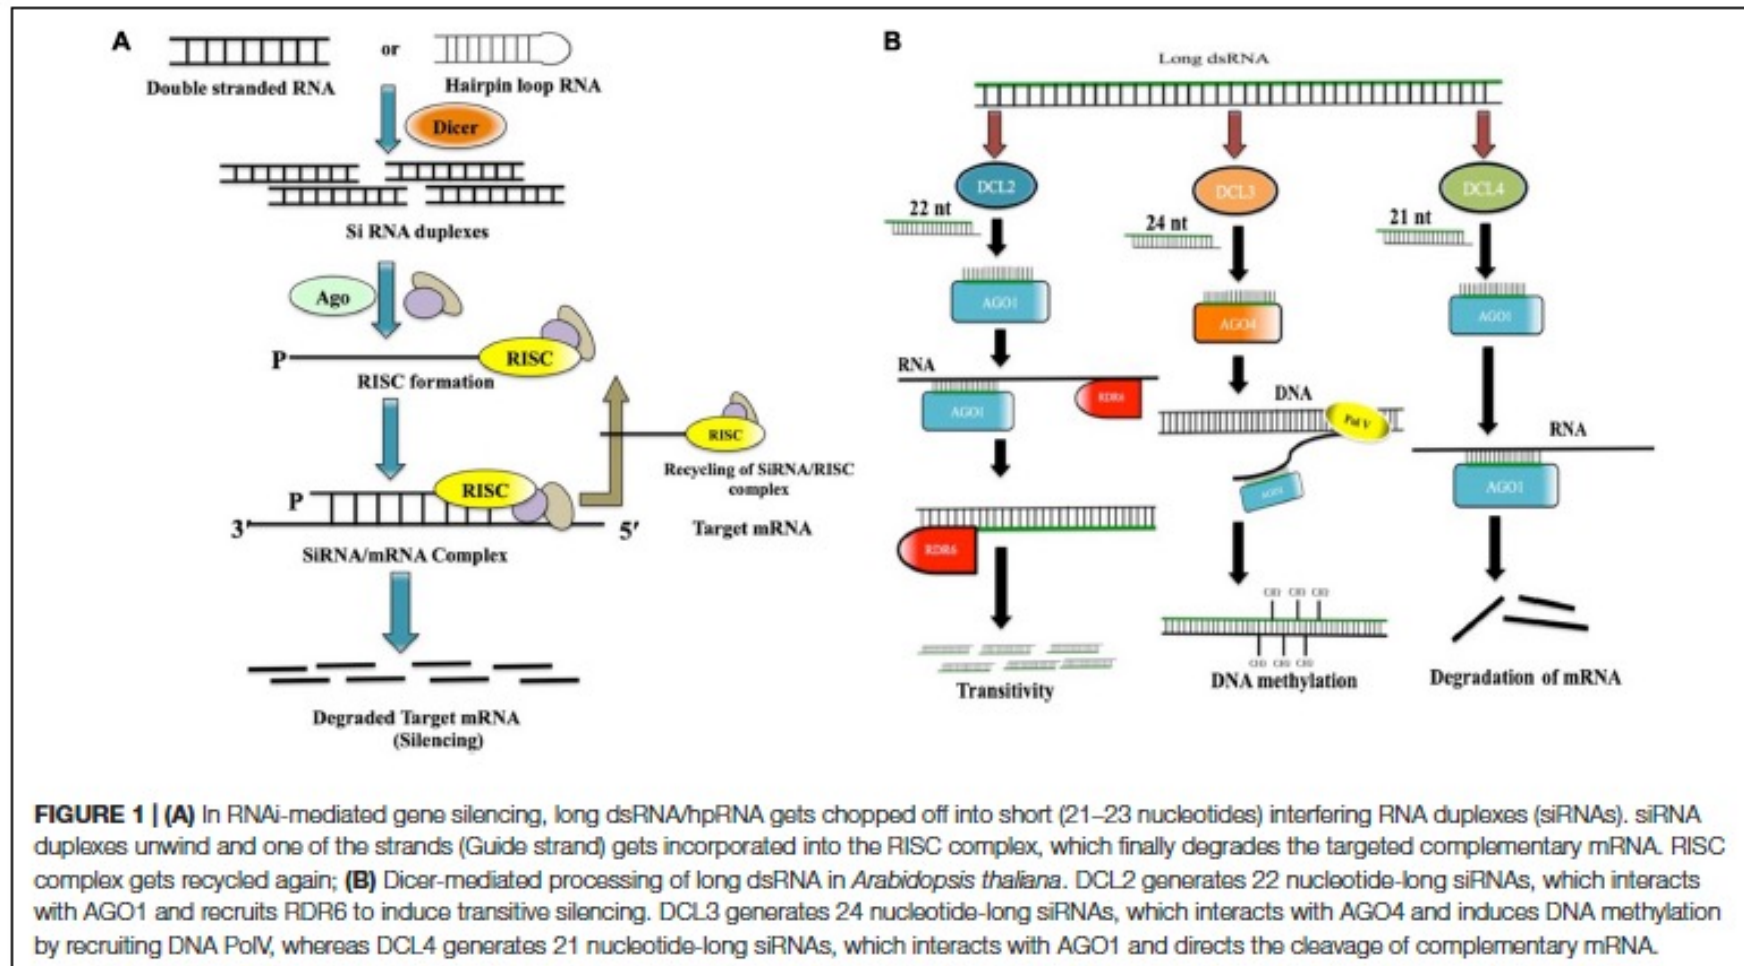 A
or
Double stranded RNA
Hairpin loop RNA
Dicer
Si RNA duplexes
Ago
P
RISC
RISC formation
RISC
Recycling of SiRNA/RISC
complex
P
RISC
3'
5'
Target mRNA
SiRNA/mRNA Complex
Degraded Target mRNA
(Silencing)
B
Long dsRNA
DCL2
DCL3
DCL4
22 nt
24 nt
21 nt
AGO1
AGO4
AGO1
RNA
AGO1
RDR6
DNA
Pol V
RNA
AGO1
RDR6
Transitivity
DNA methylation
Degradation of mRNA
FIGURE 1 | (A) In RNAi-mediated gene silencing, long dsRNA/hpRNA gets chopped off into short (21–23 nucleotides) interfering RNA duplexes (siRNAs). siRNA
duplexes unwind and one of the strands (Guide strand) gets incorporated into the RISC complex, which finally degrades the targeted complementary mRNA. RISC
complex gets recycled again; (B) Dicer-mediated processing of long dsRNA in Arabidopsis thaliana. DCL2 generates 22 nucleotide-long siRNAs, which interacts
with AGO1 and recruits RDR6 to induce transitive silencing. DCL3 generates 24 nucleotide-long siRNAs, which interacts with AGO4 and induces DNA methylation
by recruiting DNA PolV, whereas DCL4 generates 21 nucleotide-long siRNAs, which interacts with AGO1 and directs the cleavage of complementary mRNA.